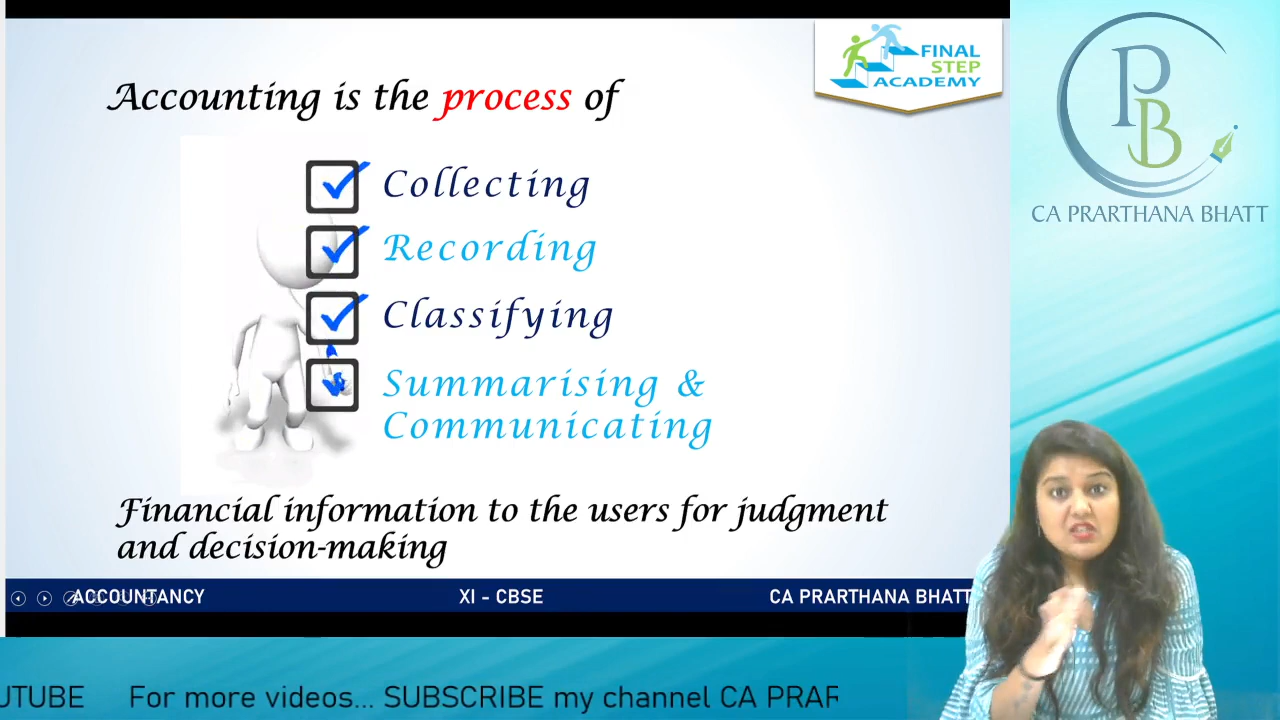 FINAL
STEP
ACADEMY
PB
CA PRARTHANA BHATT
Accounting is the process of
Collecting
Recording
Classifying
Summarising &
Communicating
Financial information to the users for judgment
and decision-making
ACCOUNTANCY XI - CBSE CA PRARTHANA BHATT
UTUBE For more videos... SUBSCRIBE my channel CA PRAR